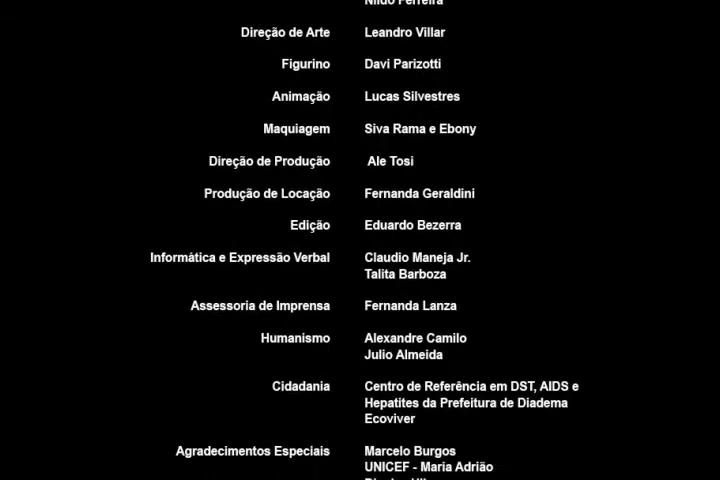 Nildo Ferreira
Direção de Arte Leandro Villar
Figurino Davi Parizotti
Animação Lucas Silvestres
Maquiagem Siva Rama e Ebony
Direção de Produção Ale Tosi
Produção de Locação Fernanda Geraldini
Edição Eduardo Bezerra
Informática e Expressão Verbal Claudio Maneja Jr.
Talita Barboza
Assessoria de Imprensa Fernanda Lanza
Humanismo Alexandre Camilo
Julio Almeida
Cidadania Centro de Referência em DST, AIDS e
Hepatites da Prefeitura de Diadema
Ecoviver
Agradecimentos Especiais Marcelo Burgos
UNICEF - Maria Adrião